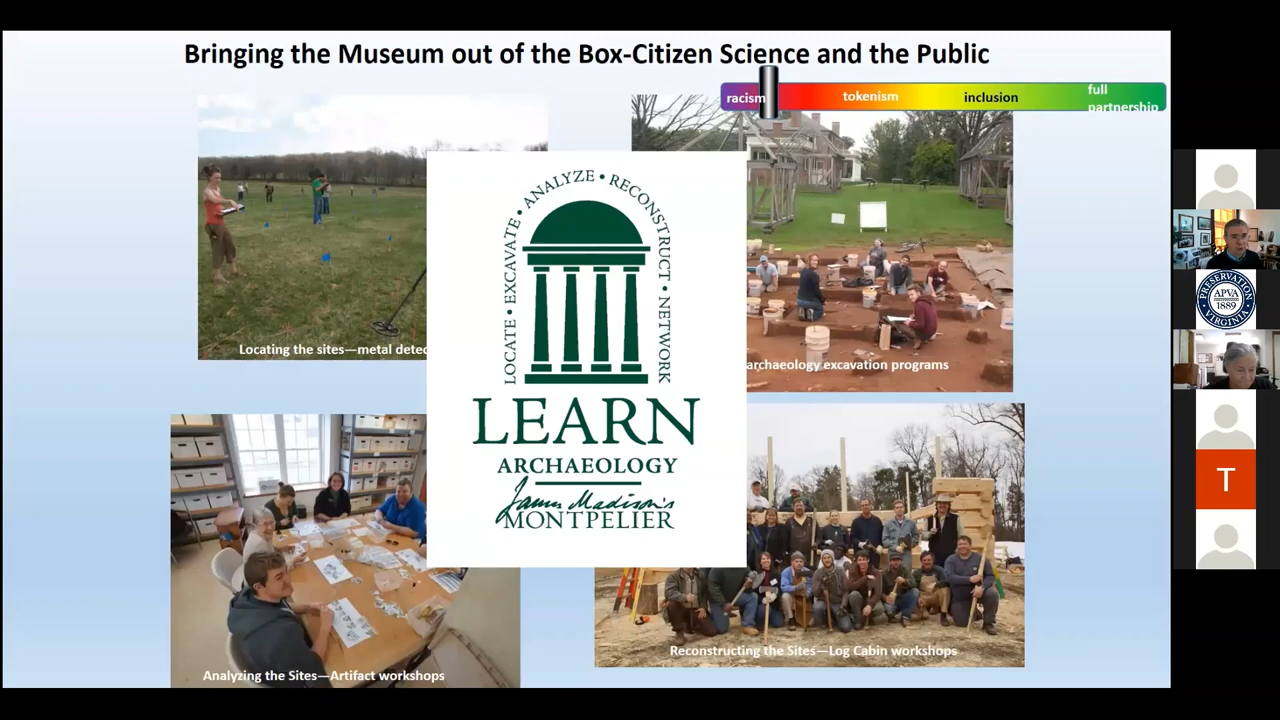 Bringing the Museum out of the Box-Citizen Science and the Public
racism
tokenism
inclusion
full
partnership
Locating the sites—metal detec
archaeology excavation programs
LOCATE • EXCAVATE • ANALYZE • RECONSTRUCT • NETWORK
LEARN
ARCHAEOLOGY
James Madison's
MONTPELIER
Analyzing the Sites—Artifact workshops
Reconstructing the Sites—Log Cabin workshops
PRESERVATION
VIRGINIA
APVA
1889
T